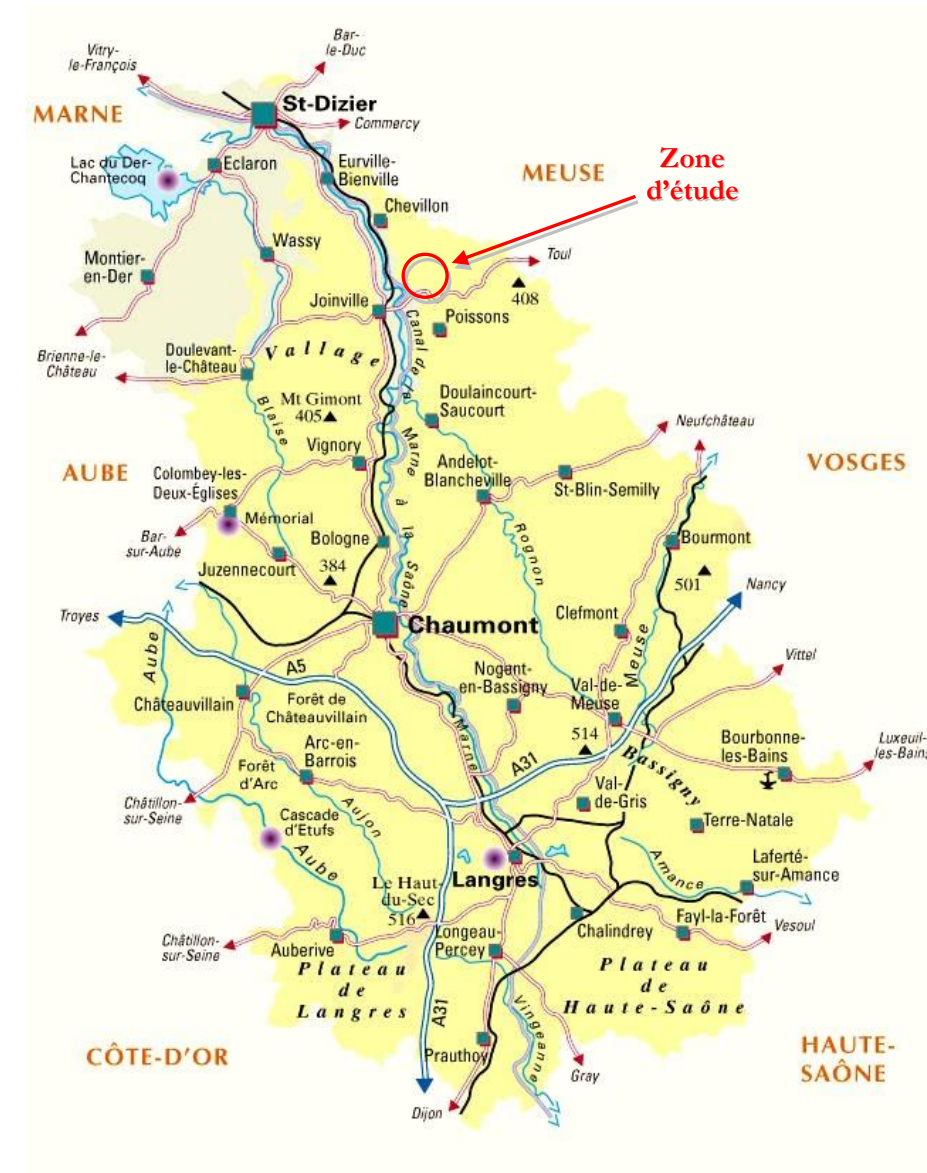 Bar-
le-Duc
Vitry-
le-François
MARNE
St-Dizier
Commercy
Lac du Der-
Chantecoq
Eclaron
Eurville-
Bienville
MEUSE
Zone
d'étude
Chevillon
Wassy
Montier-
en-Der
Toul
408
Joinville
Poissons
Brienne-le-
Château
Doulevant-
le-Château
Vallage
Canal de la Marne à la Saône
Mt Gimont
405
Blaise
Doulaincourt-
Saucourt
Neufchâteau
Vignory
AUBE
VOSGES
Colombey-les-
Deux-Églises
Andelot-
Blancheville
St-Blin-Semilly
Mémorial
Bar-
sur-Aube
Bologne
Rognon
Bourmont
Juzennecourt
384
501
Nancy
Troyes
Chaumont
Clefmont
Aube
A5
Meuse
Vittel
Nogent-
en-Bassigny
Val-de-
Meuse
Châteauvillain
Forêt de
Châteauvillain
Marne
514
Bourbonne-
les-Bains
Luxeuil-
les-Bains
Arc-en-
Barrois
A31
Bassigny
Forêt
d'Arc
Val-
de-Gris
Châtillon-
sur-Seine
Aujon
Terre-Natale
Cascade
d'Etufs
Aube
Amance
Laferté-
sur-Amance
Langres
Le Haut-
du-Sec
516
Fayl-la-Forêt
Vesoul
Chalindrey
Châtillon-
sur-Seine
Auberive
Longeau-
Percey
Plateau
de
Langres
Plateau
de
Haute-Saône
A31
Vingeanne
CÔTE-D'OR
HAUTE-
SAÔNE
Prauthoy
Gray
Dijon